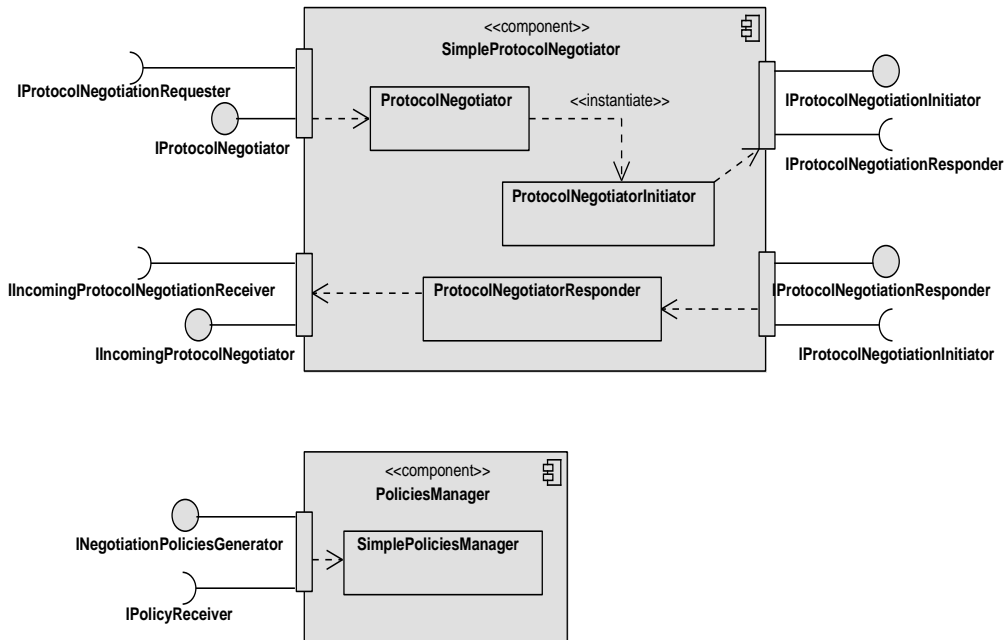 <<component>>
SimpleProtocolNegotiator
IProtocolNegotiationRequester
IProtocolNegotiator
ProtocolNegotiator
<<instantiate>>
ProtocolNegotiatorInitiator
IProtocolNegotiationInitiator
IProtocolNegotiationResponder
IIncomingProtocolNegotiationReceiver
IIncomingProtocolNegotiator
ProtocolNegotiatorResponder
IProtocolNegotiationResponder
IProtocolNegotiationInitiator
<<component>>
PoliciesManager
INegotiationPoliciesGenerator
IPolicyReceiver
SimplePoliciesManager